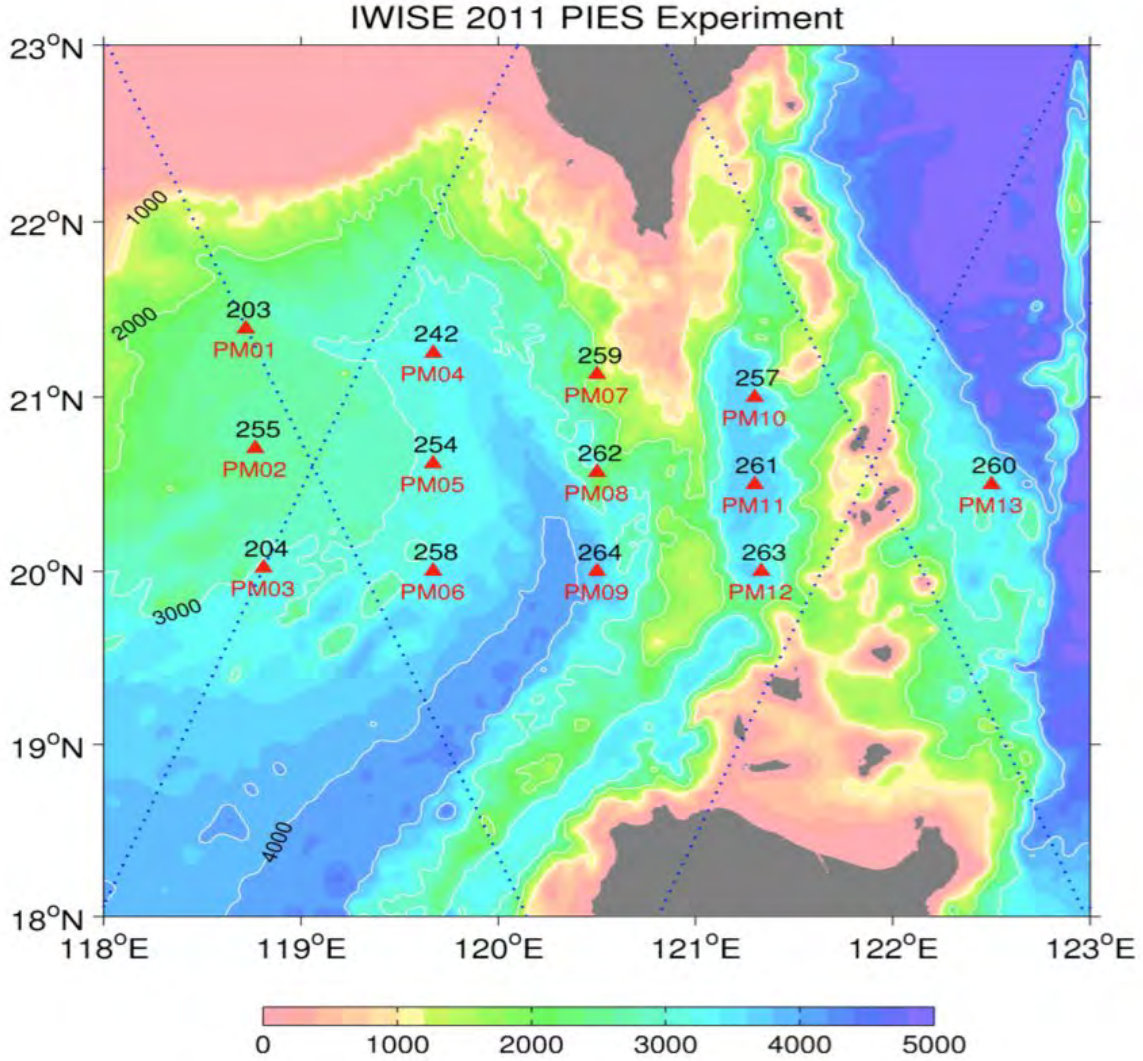 IWISE 2011 PIES Experiment
23°N
22°N
21°N
20°N
19°N
18°N
1000
2000
3000
4000
203
PM01
242
PM04
259
PM07
257
PM10
255
PM02
254
PM05
262
PM08
261
PM11
260
PM13
204
PM03
258
PM06
264
PM09
263
PM12
118°E 119°E 120°E 121°E 122°E 123°E
0 1000 2000 3000 4000 5000